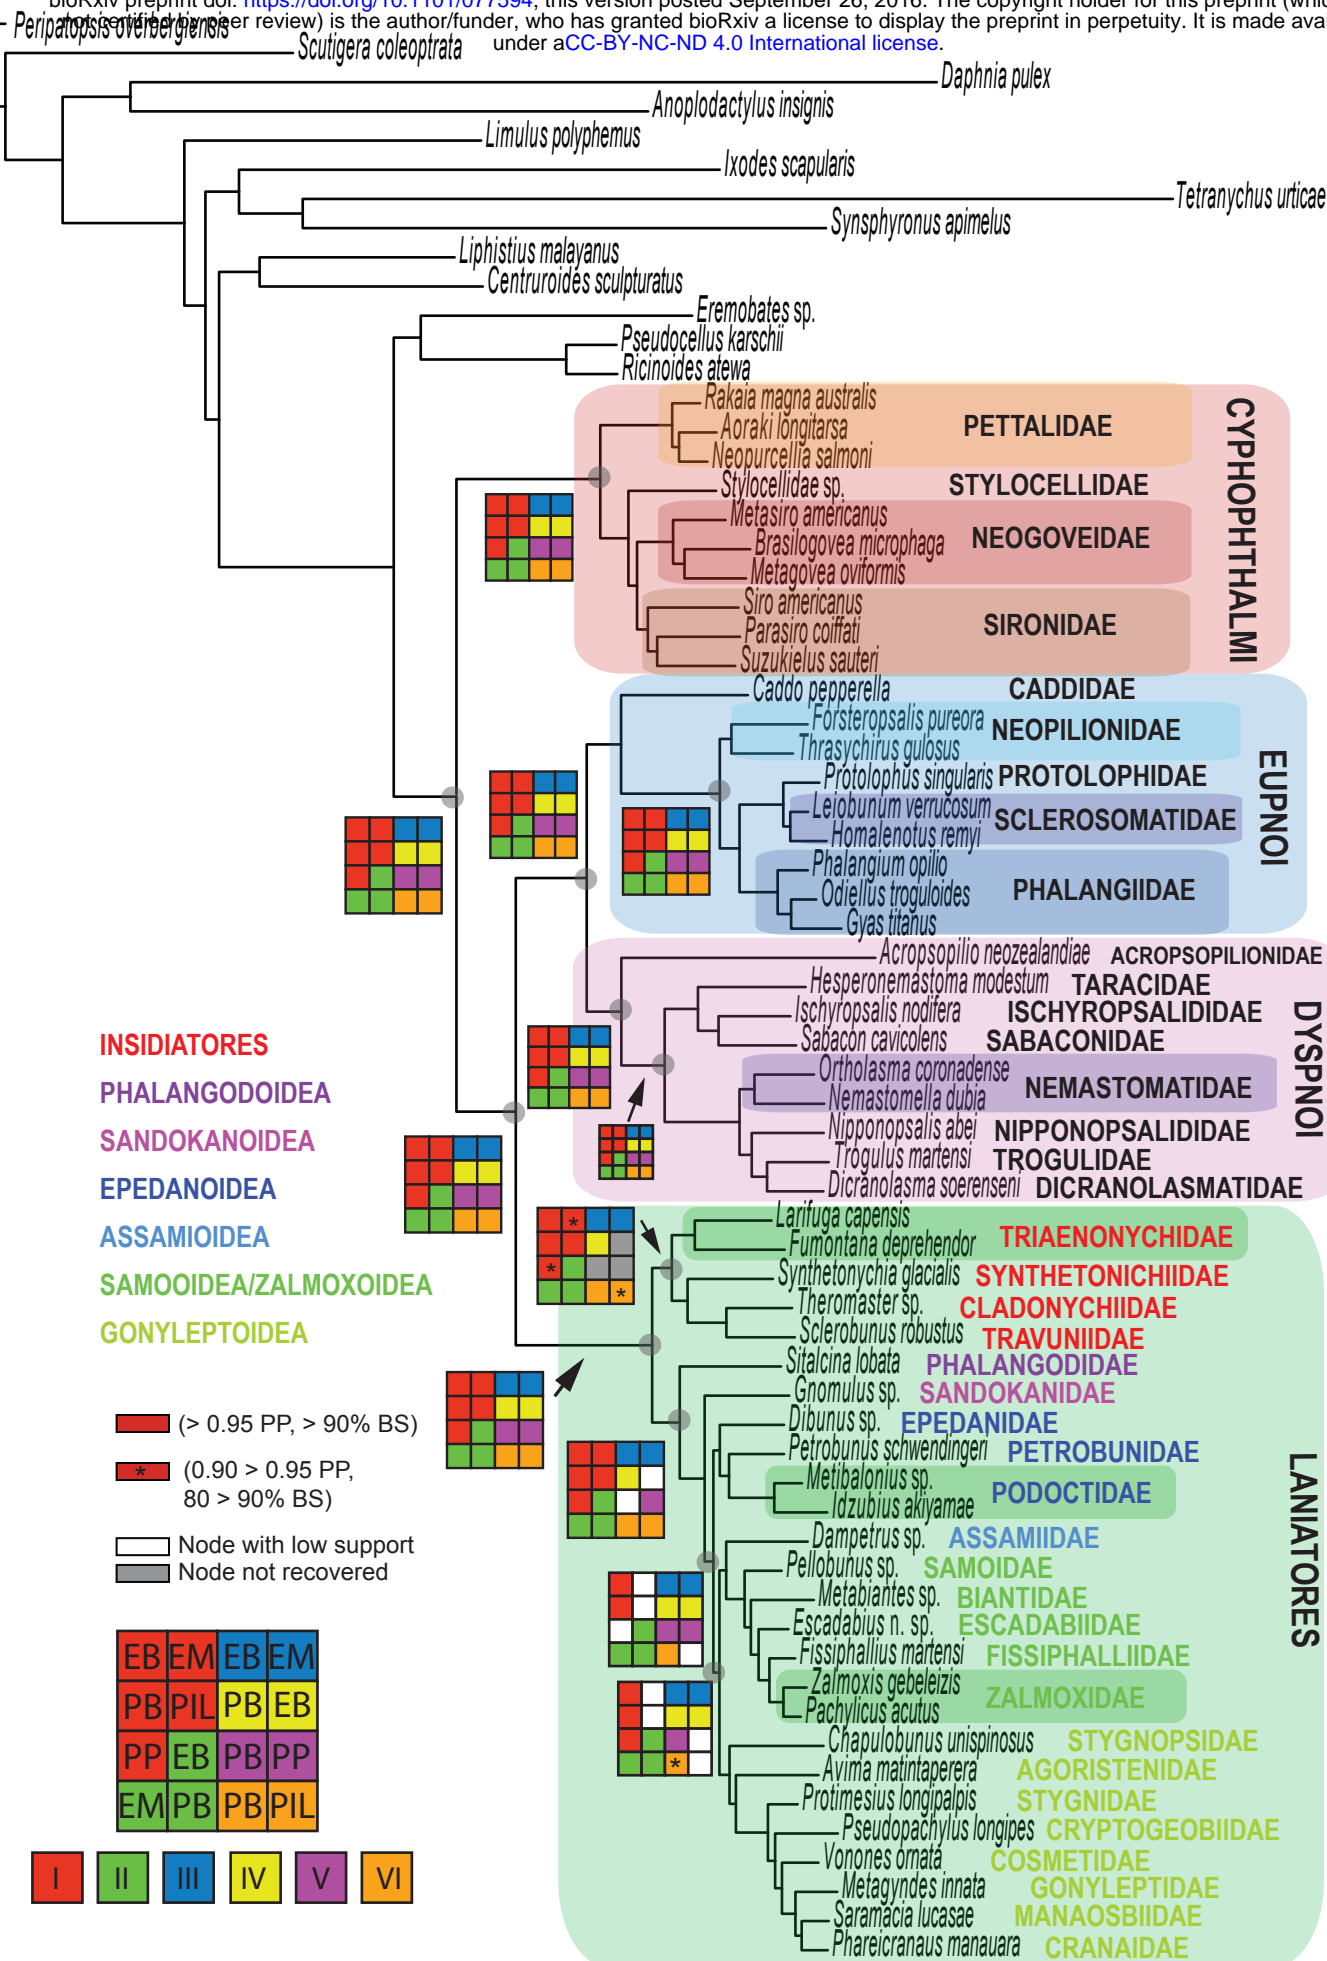 bioRxiv preprint doi: https://doi.org/10.1101/077594; this version posted September 26, 2016. The copyright holder for this preprint (whic
not certified by peer review) is the author/funder, who has granted bioRxiv a license to display the preprint in perpetuity. It is made avai
under aCC-BY-NC-ND 4.0 International license.
Peripatopsis overbergiensis
Scutigera coleoptrata
Daphnia pulex
Anoplodactylus insignis
Limulus polyphemus
Ixodes scapularis
Tetranychus urticae
Synsphyronus apimelus
Liphistius malayanus
Centruroides sculpturatus
Eremobates sp.
Pseudocellus karschii
Ricinoides atewa
CYPHOPHTHALMI
Rakaia magna australis
Aoraki longitarsa PETTALIDAE
Neopurcellia salmoni
Stylocellidae sp. STYLOCELLIDAE
Metasiro americanus
Brasilogovea microphaga NEOGOVEIDAE
Metagovea oviformis
Siro americanus
Parasiro coiffati SIRONIDAE
Suzukielus sauteri
EUPNOI
Caddo pepperella CADDIDAE
Forsteropsalis pureora NEOPILIONIDAE
Thrasychirus gulosus
Protolophus singularis PROTOLOPHIDAE
Leiobunum verrucosum SCLEROSOMATIDAE
Homalenotus remyi
Phalangium opilio
Odiellus troguloides PHALANGIIDAE
Gyas titanus
DYSPNOI
Acropsopilio neozealandiae ACROPSOPILIONIDAE
Hesperonemastoma modestum TARACIDAE
Ischyropsalis nodifera ISCHYROPSALIDIDAE
Sabacon cavicolens SABACONIDAE
Ortholasma coronadense NEMASTOMATIDAE
Nemastomella dubia
Nipponopsalis abei NIPPONOPSALIDIDAE
Trogulus martensi TROGULIDAE
Dicranolasma soerenseni DICRANOLASMATIDAE
LANIATORES
Larifuga capensis
Fumontana deprehendor TRIAENONYCHIDAE
Synthetonychia glacialis SYNTHETONICHIIDAE
Theromaster sp. CLADONYCHIIDAE
Sclerobunus robustus TRAVUNIIDAE
Sitalcina lobata PHALANGODIDAE
Gnomulus sp. SANDOKANIDAE
Dibunus sp. EPEDANIDAE
Petrobunus schwendingeri PETROBUNIDAE
Metibalonius sp. PODOCTIDAE
Idzubius akiyamae
Dampetrus sp. ASSAMIIDAE
Pellobunus sp. SAMOIDAE
Metabiantes sp. BIANTIDAE
Escadabius n. sp. ESCADABIIDAE
Fissiphallius martensi FISSIPHALLIIDAE
Zalmoxis gebeleizis ZALMOXIDAE
Pachylicus acutus
Chapulobunus unispinosus STYGNOPSIDAE
Avima matintaperera AGORISTENIDAE
Protimesius longipalpis STYGNIDAE
Pseudopachylus longipes CRYPTOGEOBIIDAE
Vonones ornata COSMETIDAE
Metagyndes innata GONYLEPTIDAE
Saramacia lucasae MANAOSBIIDAE
Phareicranaus manauara CRANAIDAE
INSIDIATORES
PHALANGODOIDEA
SANDOKANOIDEA
EPEDANOIDEA
ASSAMIOIDEA
SAMOOIDEA/ZALMOXOIDEA
GONYLEPTOIDEA
*
*
*
*
(> 0.95 PP, > 90% BS)
* (0.90 > 0.95 PP,
80 > 90% BS)
Node with low support
Node not recovered
EB EM EB EM
PB PIL PB EB
PP EB PB PP
EM PB PB PIL
I II III IV V VI